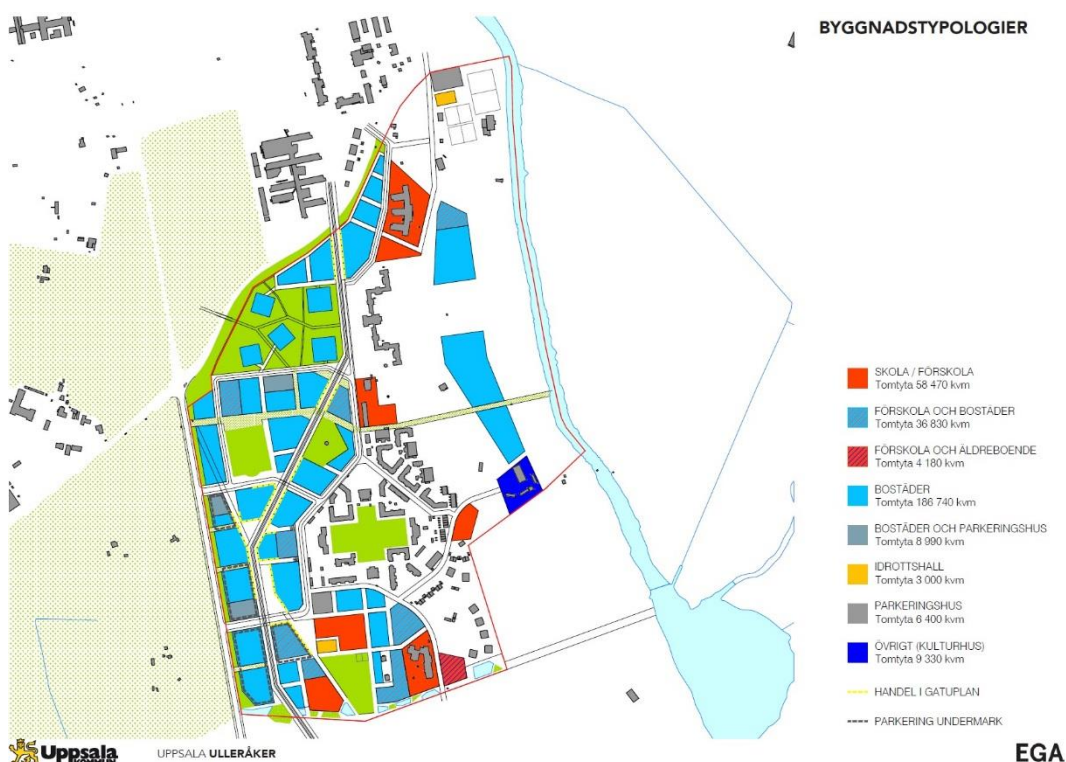 BYGGNADSTYPOLOGIER
SKOLA / FÖRSKOLA
Tomtyta 58 470 kvm
FÖRSKOLA OCH BOSTÄDER
Tomtyta 36 830 kvm
FÖRSKOLA OCH ÄLDREBOENDE
Tomtyta 4 180 kvm
BOSTÄDER
Tomtyta 186 740 kvm
BOSTÄDER OCH PARKERINGSHUS
Tomtyta 8 990 kvm
IDROTTSHALL
Tomtyta 3 000 kvm
PARKERINGSHUS
Tomtyta 6 400 kvm
ÖVRIGT (KULTURHUS)
Tomtyta 9 330 kvm
HANDEL I GATUPLAN
PARKERING UNDERMARK
Uppsala
UPPSALA ULLERÅKER
EGA